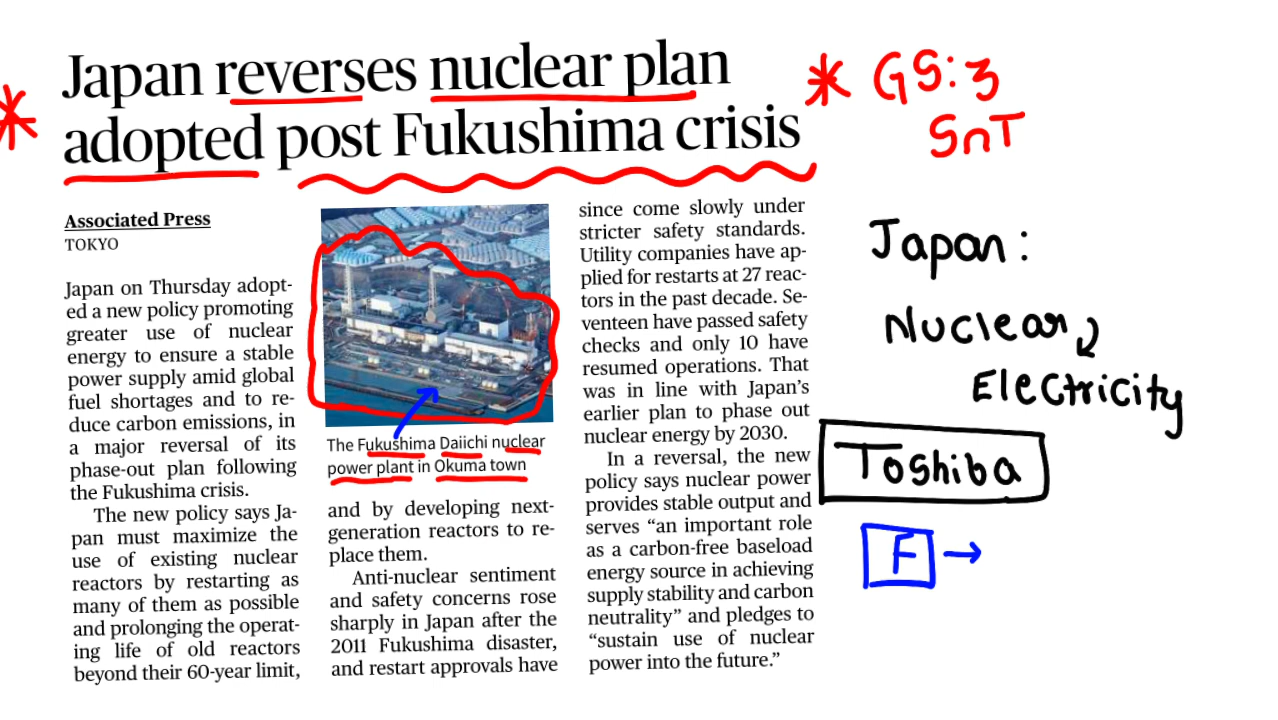 Japan reverses nuclear plan
adopted post Fukushima crisis
Associated Press
TOKYO
Japan on Thursday adopt-
ed a new policy promoting
greater use of nuclear
energy to ensure a stable
power supply amid global
fuel shortages and to re-
duce carbon emissions, in
a major reversal of its
phase-out plan following
the Fukushima crisis.
The new policy says Ja-
pan must maximize the
use of existing nuclear
reactors by restarting as
many of them as possible
and prolonging the operat-
ing life of old reactors
beyond their 60-year limit,
The Fukushima Daiichi nuclear
power plant in Okuma town
and by developing next-
generation reactors to re-
place them.
Anti-nuclear sentiment
and safety concerns rose
sharply in Japan after the
2011 Fukushima disaster,
and restart approvals have
since come slowly under
stricter safety standards.
Utility companies have ap-
plied for restarts at 27 reac-
tors in the past decade. Se-
venteen have passed safety
checks and only 10 have
resumed operations. That
was in line with Japan's
earlier plan to phase out
nuclear energy by 2030.
In a reversal, the new
policy says nuclear power
provides stable output and
serves “an important role
as a carbon-free baseload
energy source in achieving
supply stability and carbon
neutrality” and pledges to
“sustain use of nuclear
power into the future.”
GS:3
SnT
Japan:
Nuclear
Electricity
Toshiba
F →